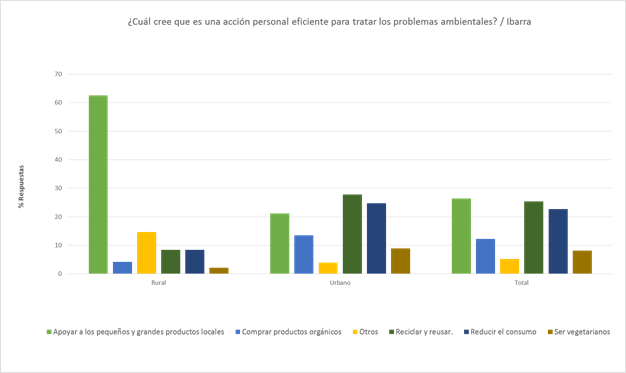 ¿Cuál cree que es una acción personal eficiente para tratar los problemas ambientales? / Ibarra
% Respuestas
70
60
50
40
30
20
10
0
Rural Urbano Total
Apoyar a los pequeños y grandes productos locales Comprar productos orgánicos Otros Reciclar y reusar. Reducir el consumo Ser vegetarianos